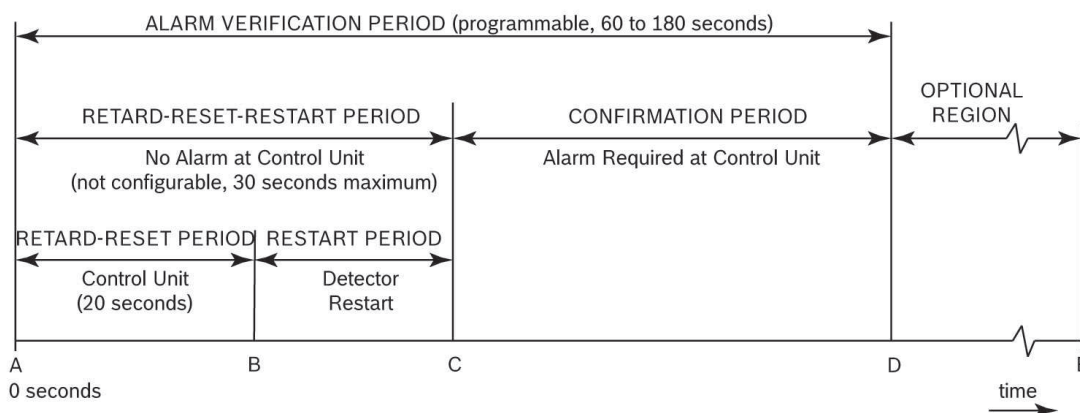 ALARM VERIFICATION PERIOD (programmable, 60 to 180 seconds)
OPTIONAL
REGION
RETARD-RESET-RESTART PERIOD
CONFIRMATION PERIOD
No Alarm at Control Unit
(not configurable, 30 seconds maximum)
Alarm Required at Control Unit
RETARD-RESET PERIOD
RESTART PERIOD
Control Unit
(20 seconds)
Detector
Restart
A
B
C
D
0 seconds
time